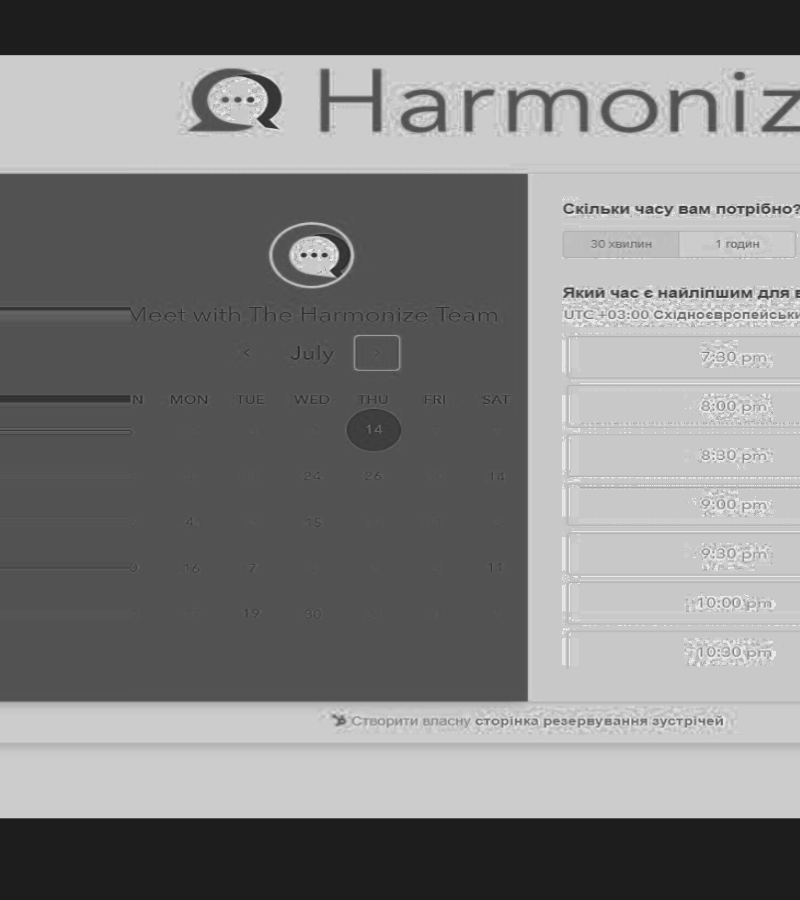 Harmoniz
Meet with The Harmonize Team
< July >
N MON TUE WED THU FRI SAT
14
24 26 14
4 15
9 16 7 11
19 30
Скільки часу вам потрібно?
30 хвилин 1 годин
Який час є найліпшим для в
UTC +03:00 Східноєвропейськи
7:30 pm
8:00 pm
8:30 pm
9:00 pm
9:30 pm
10:00 pm
10:30 pm
Створити власну сторінка резервування зустрічей